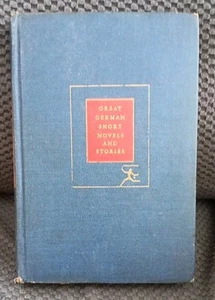 GREAT
GERMAN
SHORT
NOVELS
AND
STORIES